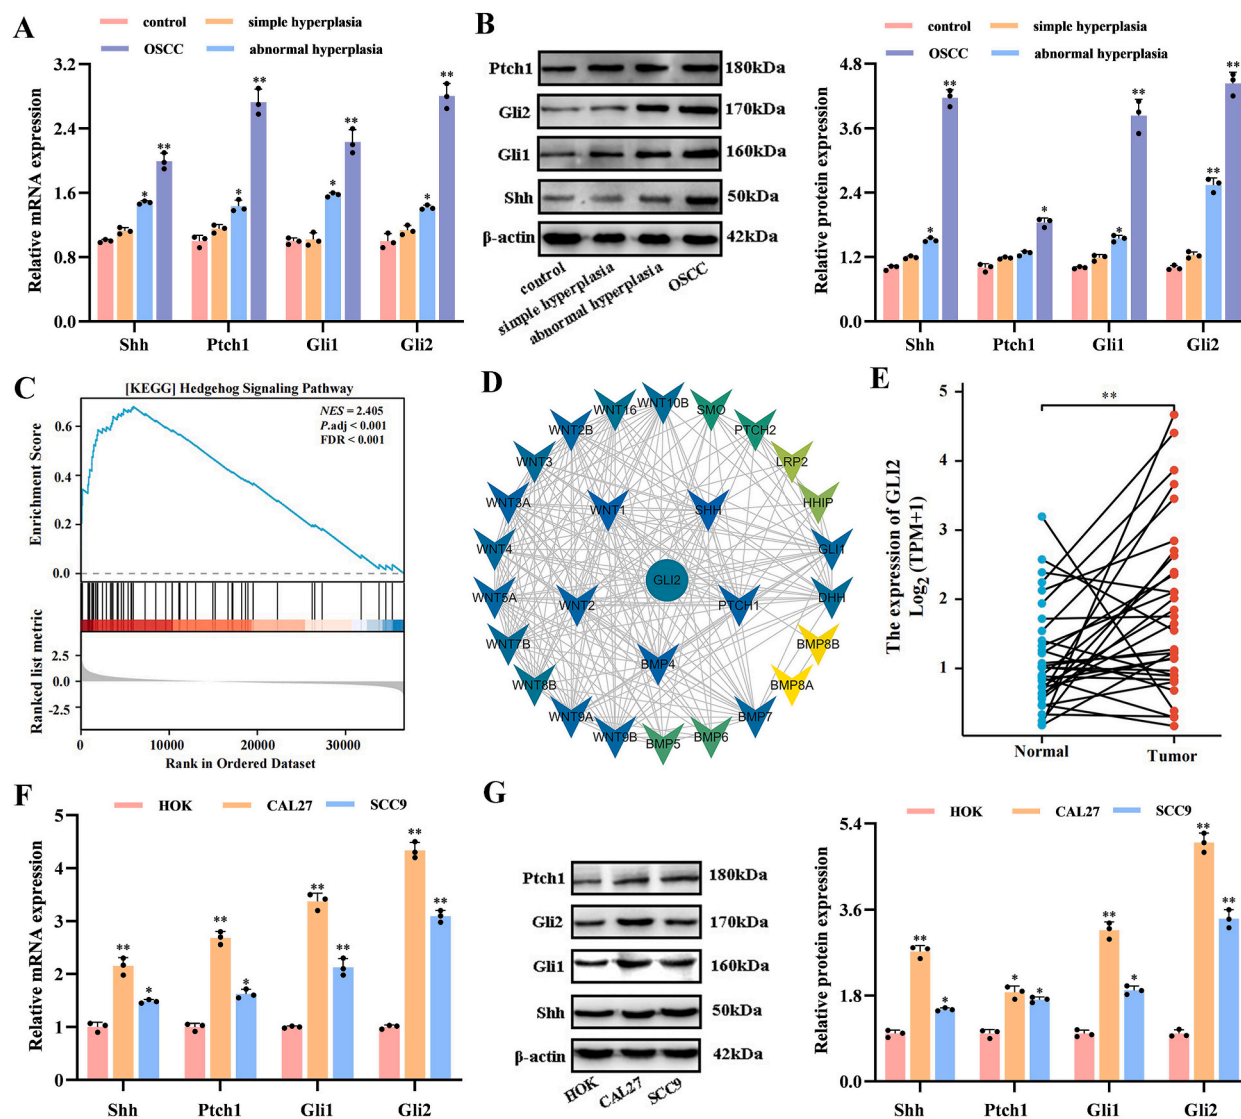 A
control
simple hyperplasia
OSCC
abnormal hyperplasia
Relative mRNA expression
3.2
2.4
1.6
0.8
0.0
** ** ** **
* * * *
Shh Ptch1 Gli1 Gli2
B
Ptch1 180kDa
Gli2 170kDa
Gli1 160kDa
Shh 50kDa
β-actin 42kDa
control
simple hyperplasia
abnormal hyperplasia
OSCC
control
simple hyperplasia
OSCC
abnormal hyperplasia
Relative protein expression
4.8
3.6
2.4
1.2
0.0
** * ** **
* * **
Shh Ptch1 Gli1 Gli2
C
[KEGG] Hedgehog Signaling Pathway
NES = 2.405
P.adj < 0.001
FDR < 0.001
Enrichment Score
0.6
0.4
0.2
0.0
Ranked list metric
2.5
0.0
-2.5
0 10000 20000 30000
Rank in Ordered Dataset
D
WNT10B
WNT16
SMO
WNT2B
PTCH2
WNT3
LRP2
WNT3A
HHIP
WNT1
SHH
WNT4
GLI1
GLI2
WNT5A
DHH
WNT2
PTCH1
WNT7B
BMP8B
BMP4
WNT8B
BMP8A
WNT9A
BMP7
WNT9B
BMP6
BMP5
E
The expression of GLI2
Log2 (TPM+1)
5
4
3
2
1
**
Normal Tumor
F
HOK CAL27 SCC9
Relative mRNA expression
5
4
3
2
1
0
** ** ** **
* * ** **
Shh Ptch1 Gli1 Gli2
G
Ptch1 180kDa
Gli2 170kDa
Gli1 160kDa
Shh 50kDa
β-actin 42kDa
HOK CAL27 SCC9
HOK CAL27 SCC9
Relative protein expression
5.4
3.6
1.8
0.0
** * ** **
* * * **
Shh Ptch1 Gli1 Gli2